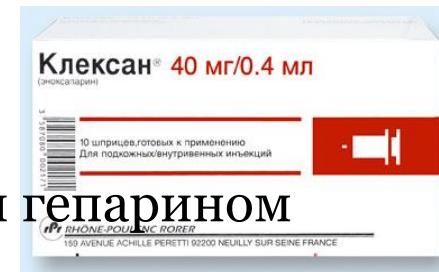 Клексан® 40 мг/0.4 мл
(эноксапарин)
10 шприцев,готовых к применению
Для подкожных/внутривенных инъекций
гепарином
RHÔNE-POULENC RORER
159 AVENUE ACHILLE PERETTI 92200 NEUILLY SUR SEINE FRANCE